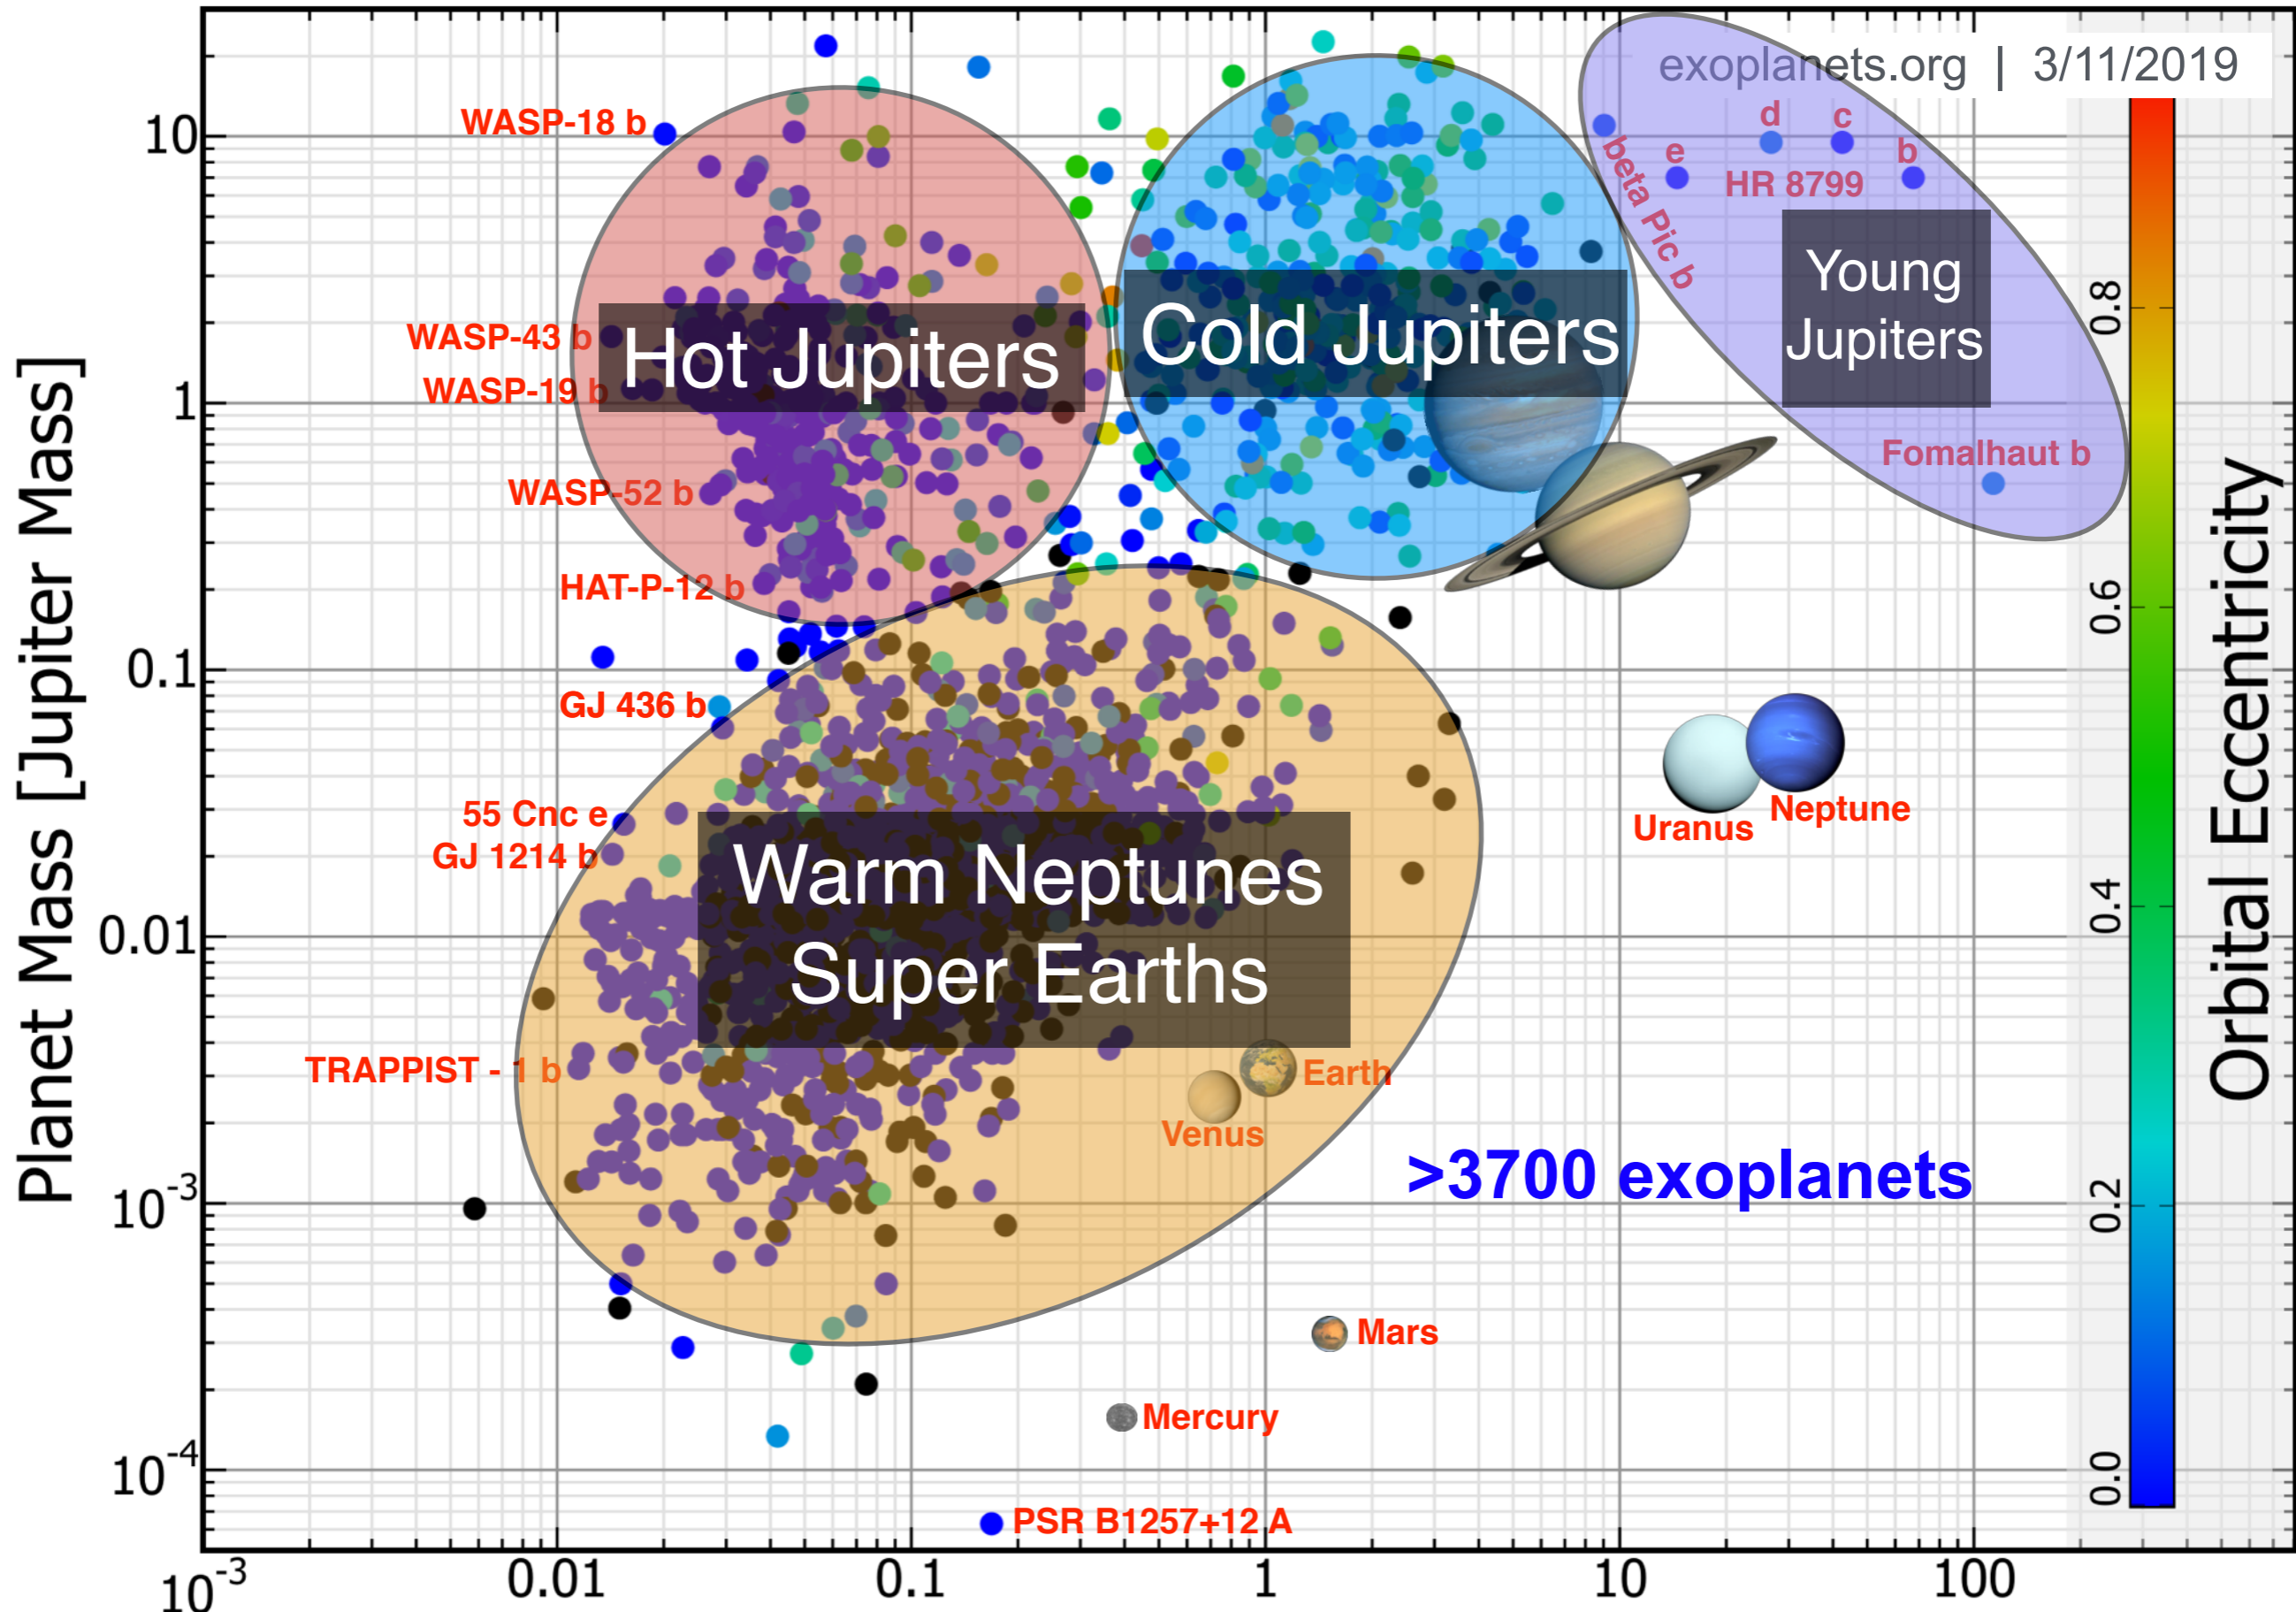 exoplanets.org | 3/11/2019
WASP-18 b
d
c
e
b
HR 8799
beta Pic b
Young
Jupiters
Hot Jupiters
Cold Jupiters
WASP-43 b
WASP-19 b
Fomalhaut b
WASP-52 b
HAT-P-12 b
GJ 436 b
55 Cnc e
GJ 1214 b
Uranus
Neptune
Warm Neptunes
Super Earths
TRAPPIST - 1 b
Earth
Venus
>3700 exoplanets
Mars
Mercury
PSR B1257+12 A
Planet Mass [Jupiter Mass]
10
1
0.1
0.01
10-3
10-4
10-3
0.01
0.1
1
10
100
0.8
0.6
0.4
0.2
0.0
Orbital Eccentricity